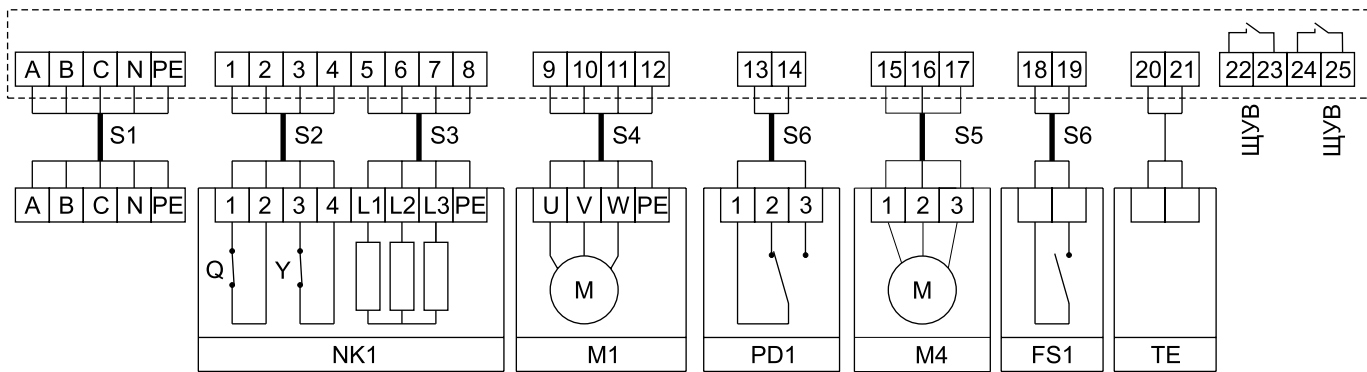 A B C N PE 1 2 3 4 5 6 7 8 9 10 11 12 13 14 15 16 17 18 19 20 21 22 23 24 25
S1 S2 S3 S4 S6 S5 S6 ЩУВ ЩУВ
A B C N PE 1 2 3 4 L1 L2 L3 PE U V W PE 1 2 3 1 2 3
Q Y M M
NK1 M1 PD1 M4 FS1 TE